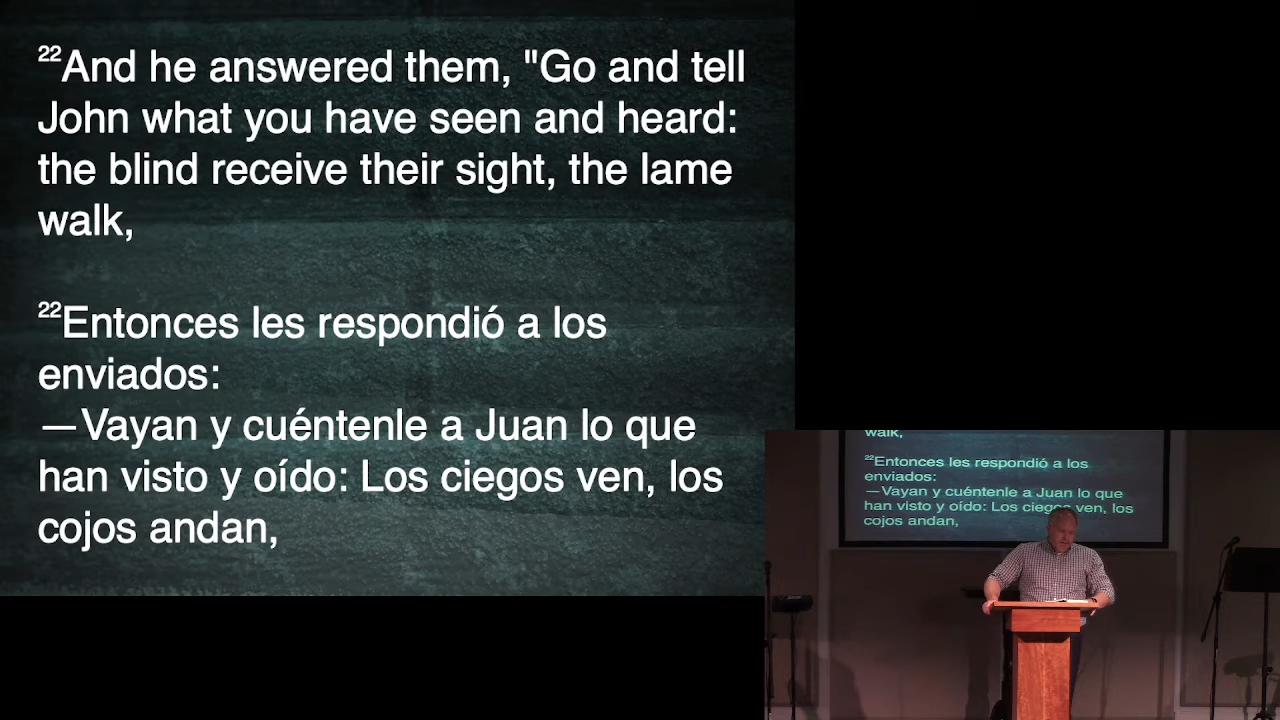 ²²And he answered them, "Go and tell
John what you have seen and heard:
the blind receive their sight, the lame
walk,
²²Entonces les respondió a los
enviados:
—Vayan y cuéntenle a Juan lo que
han visto y oído: Los ciegos ven, los
cojos andan,
walk,
²²Entonces les respondió a los
enviados:
—Vayan y cuéntenle a Juan lo que
han visto y oído: Los ciegos ven, los
cojos andan,